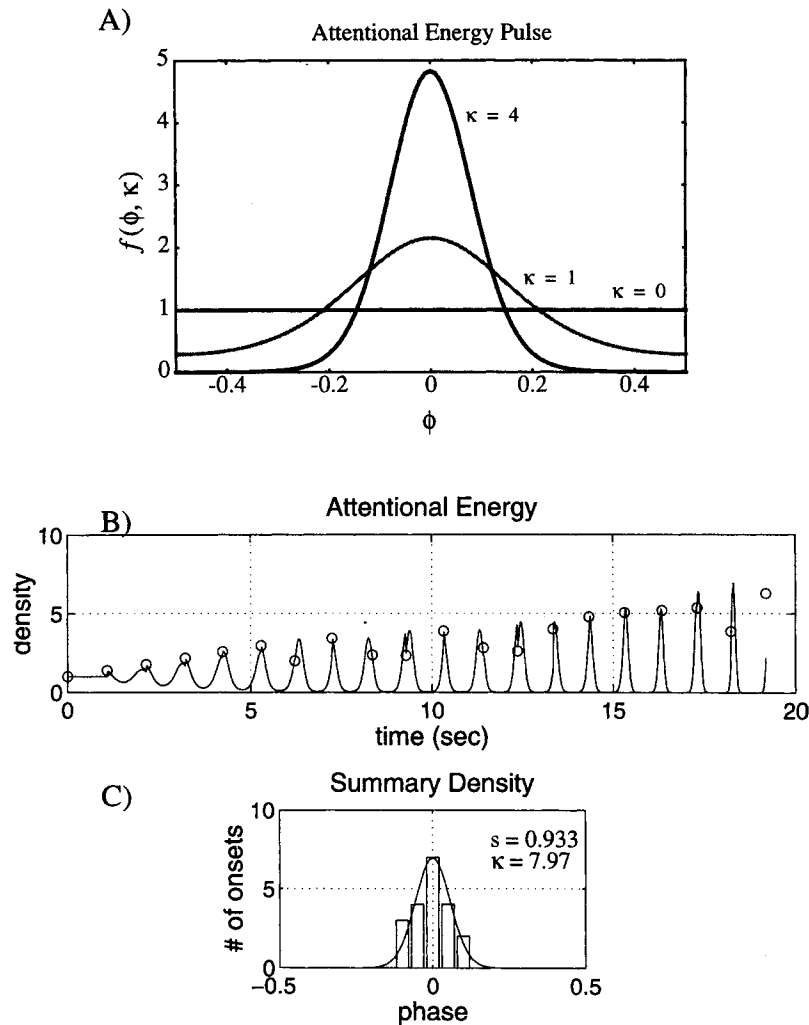 A)
Attentional Energy Pulse
5
4
3
2
1
0
f(ϕ, κ)
κ = 4
κ = 1
κ = 0
-0.4
-0.2
0
0.2
0.4
ϕ
B)
Attentional Energy
10
5
0
density
0
5
10
15
20
time (sec)
C)
Summary Density
10
5
0
# of onsets
s = 0.933
κ = 7.97
−0.5
0
0.5
phase